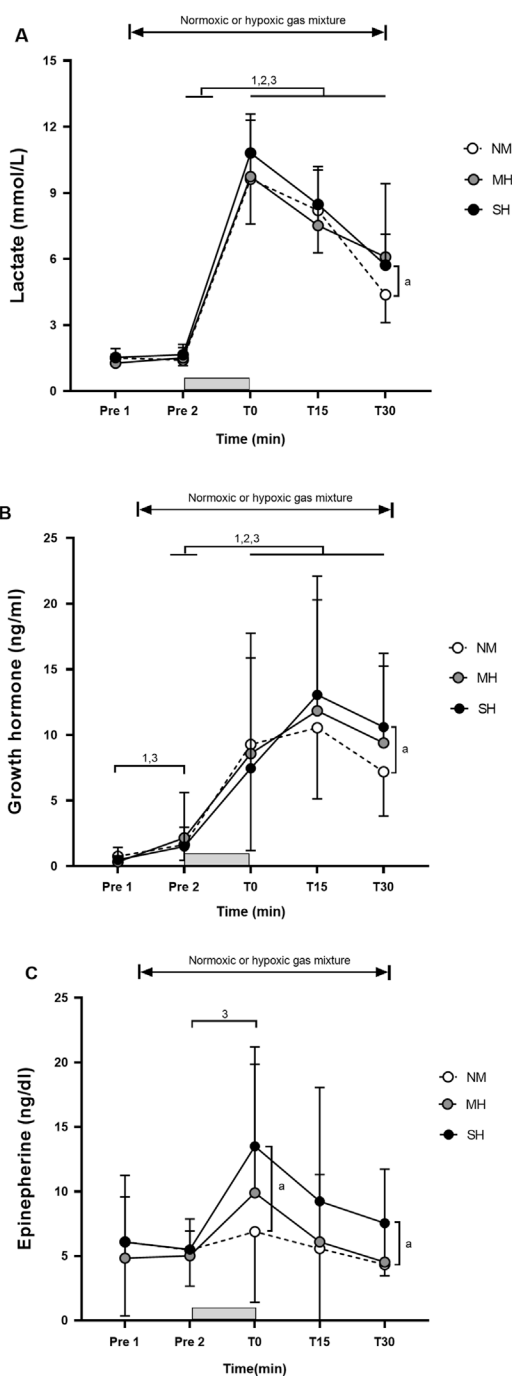 Normoxic or hypoxic gas mixture
A
15
1,2,3
12
NM
9
MH
SH
Lactate (mmol/L)
6
a
3
0
Pre 1 Pre 2 T0 T15 T30
Time (min)
Normoxic or hypoxic gas mixture
B
25
1,2,3
20
NM
15
MH
SH
Growth hormone (ng/ml)
10
a
1,3
5
0
Pre 1 Pre 2 T0 T15 T30
Time (min)
Normoxic or hypoxic gas mixture
C
25
3
20
NM
MH
15
SH
Epinepherine (ng/dl)
a
10
a
5
0
Pre 1 Pre 2 T0 T15 T30
Time(min)